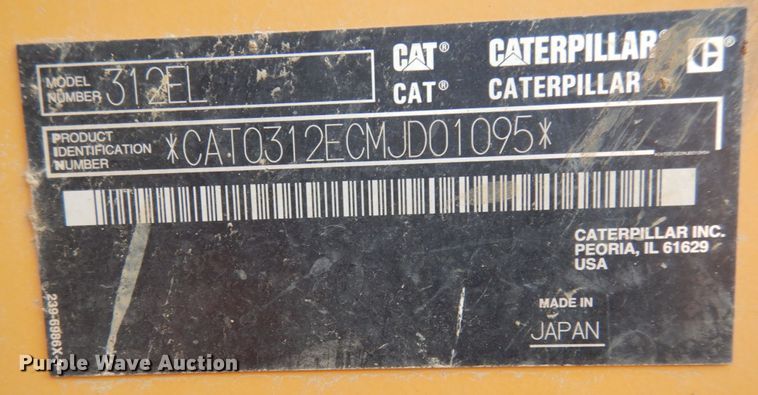 MODEL NUMBER 312EL
CAT® CATERPILLAR®
CAT® CATERPILLAR
PRODUCT IDENTIFICATION NUMBER *CAT0312ECMJD01095*
CATERPILLAR INC.
PEORIA, IL 61629
USA
MADE IN
JAPAN
Purple Wave Auction